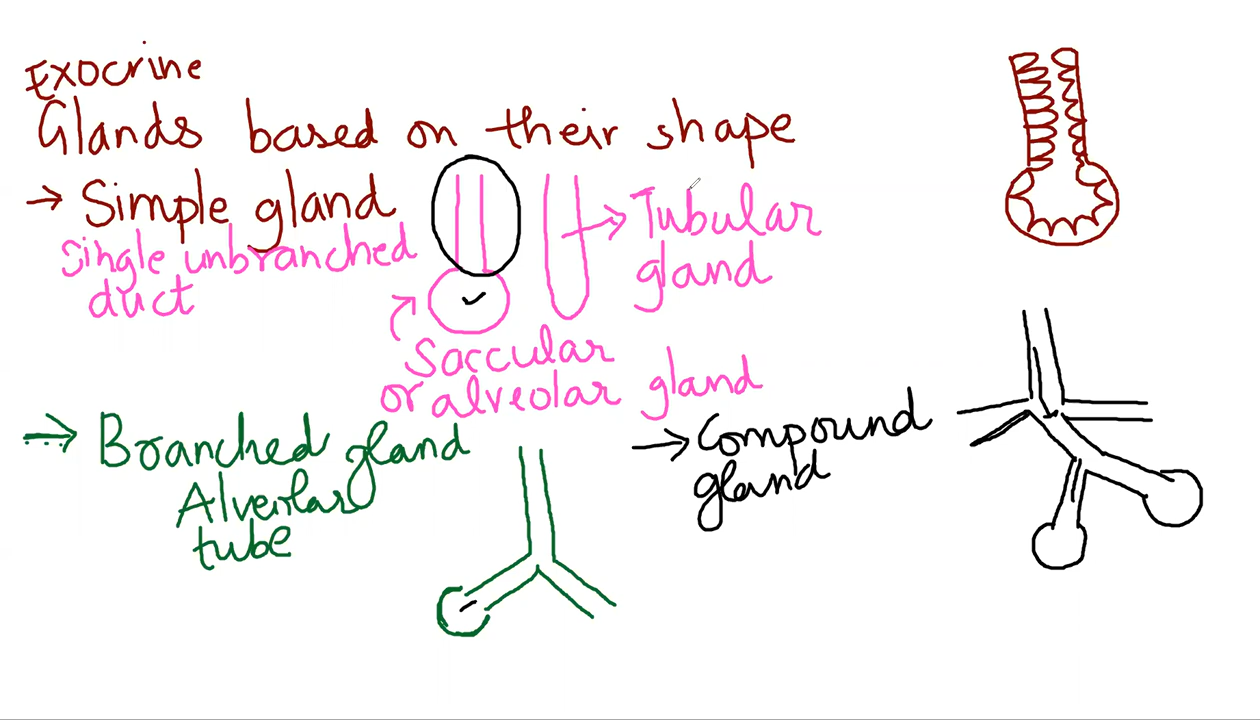 Exocrine
Glands based on their shape
→ Simple gland
Single unbranched
duct
→ Tubular
gland
Saccular
or alveolar gland
→ Branched gland
Alveolar
tube
→ Compound
gland